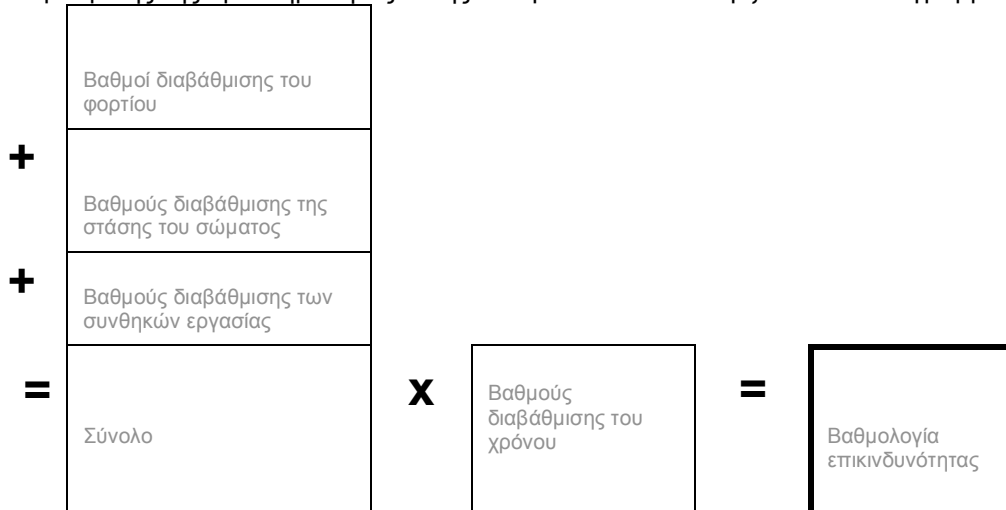 Βαθμοί διαβάθμισης του
φορτίου
+
Βαθμούς διαβάθμισης της
στάσης του σώματος
+
Βαθμούς διαβάθμισης των
συνθηκών εργασίας
=
Σύνολο
x
Βαθμούς
διαβάθμισης του
χρόνου
=
Βαθμολογία
επικινδυνότητας